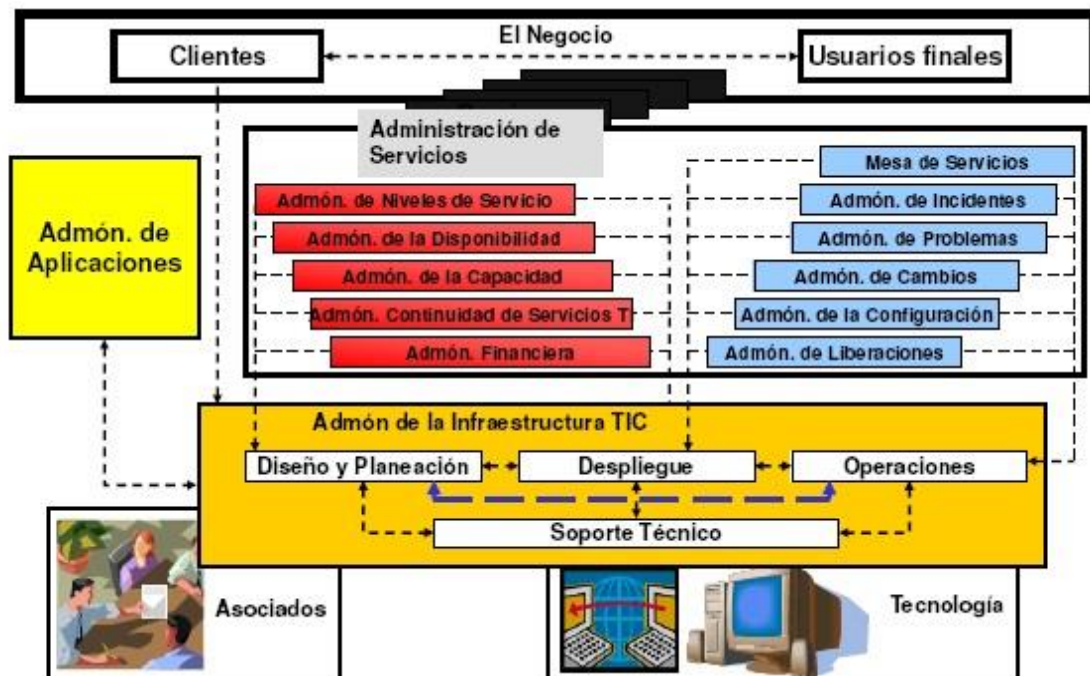 El Negocio
Clientes
Usuarios finales
Administración de
Servicios
Mesa de Servicios
Admón. de Niveles de Servicio
Admón. de Incidentes
Admón. de la Disponibilidad
Admón. de Problemas
Admón. de la Capacidad
Admón. de Cambios
Admón. Continuidad de Servicios T
Admón. de la Configuración
Admón. Financiera
Admón. de Liberaciones
Admón. de
Aplicaciones
Admón de la Infraestructura TIC
Diseño y Planeación
Despliegue
Operaciones
Soporte Técnico
Asociados
Tecnología